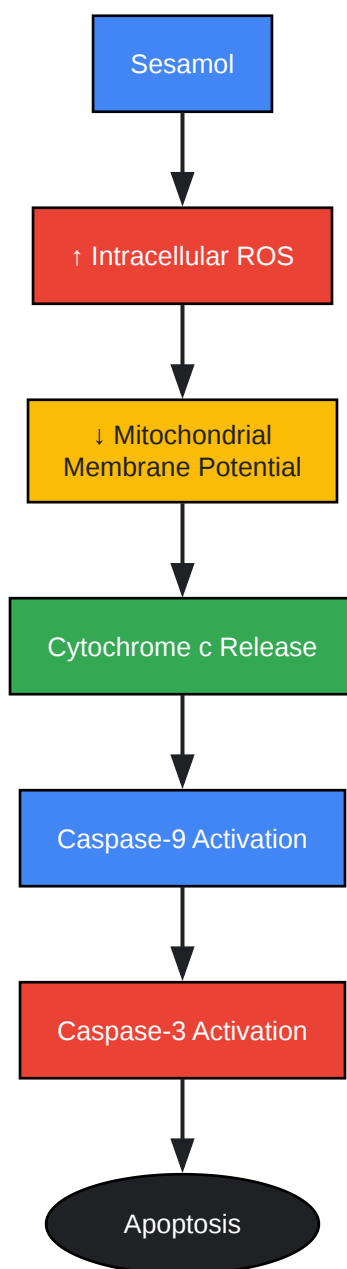 Sesamol
↑ Intracellular ROS
↓ Mitochondrial
Membrane Potential
Cytochrome c Release
Caspase-9 Activation
Caspase-3 Activation
Apoptosis